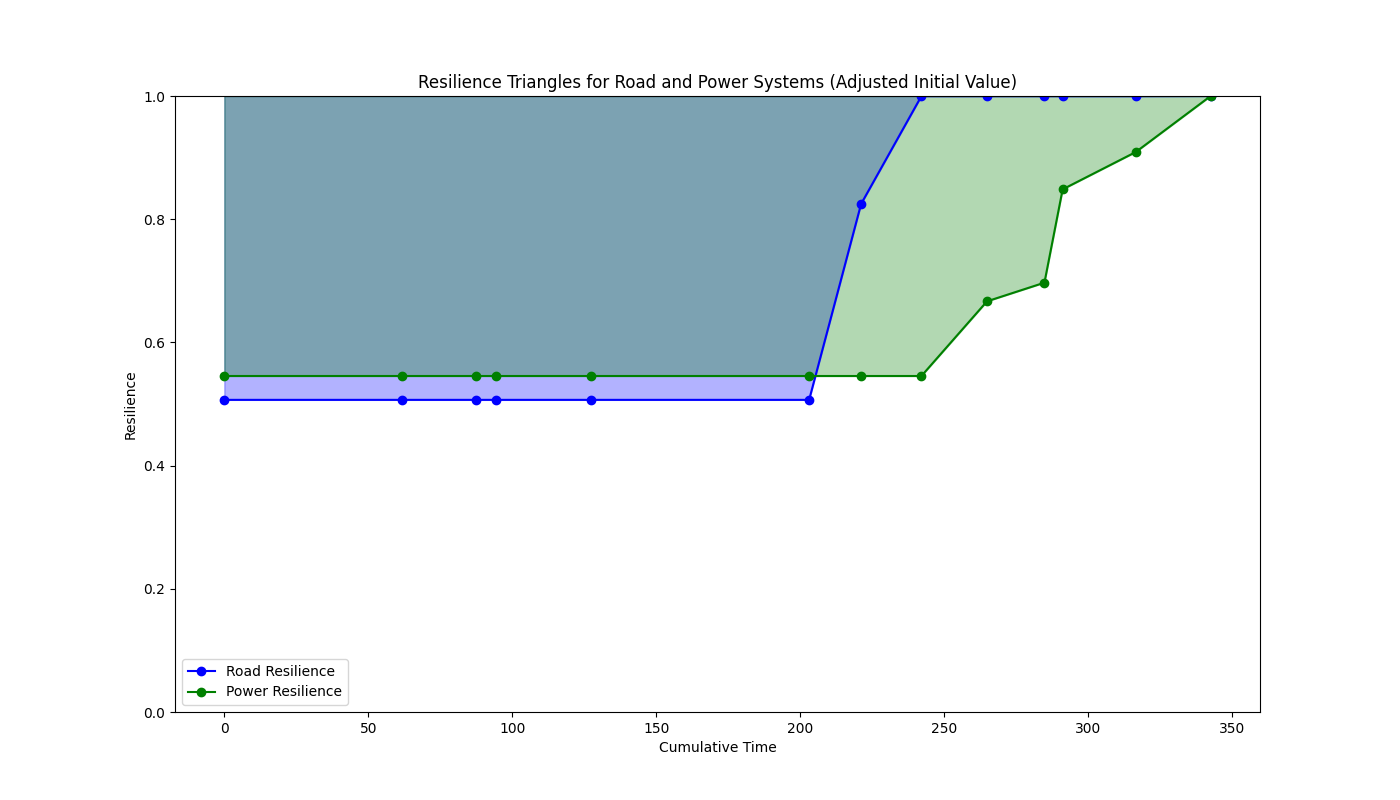 Resilience Triangles for Road and Power Systems (Adjusted Initial Value)
1.0
0.8
0.6
0.4
0.2
0.0
Resilience
Road Resilience
Power Resilience
0 50 100 150 200 250 300 350
Cumulative Time